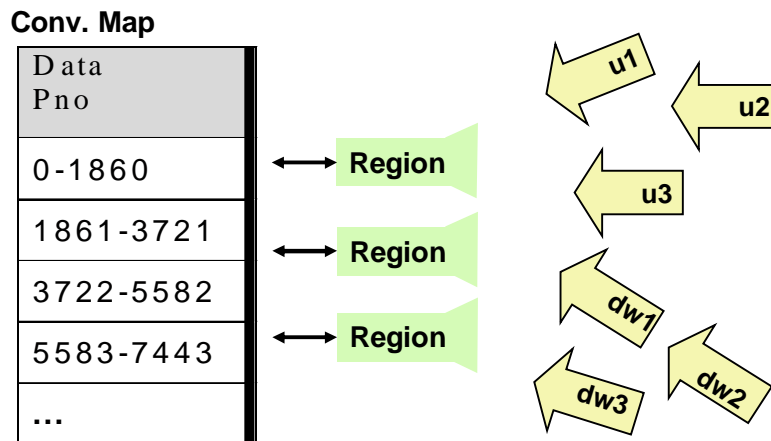 Conv. Map
Data
Pno
0-1860
1861-3721
3722-5582
5583-7443
...
Region
Region
Region
u1
u2
u3
dw1
dw2
dw3